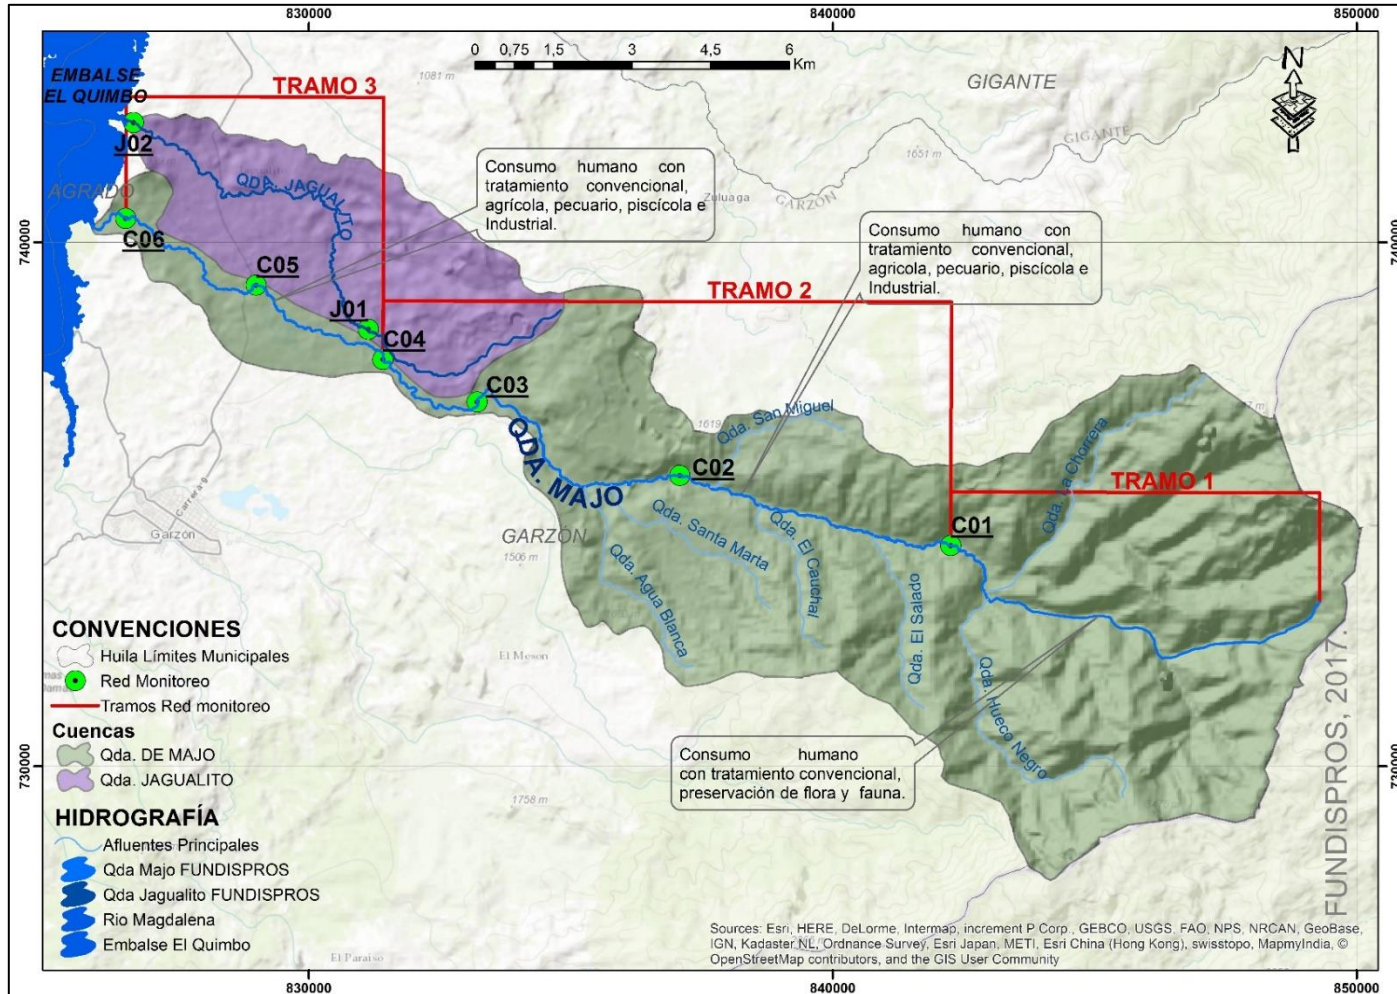 830000
840000
850000
0 0,75 1,5 3 4,5 6
Km
N
EMBALSE
EL QUIMBO
TRAMO 3
1081 m
GIGANTE
GIGANTE
1651 m
GARZÓN
Zuluaga
J02
AGRADO
QDA. JAGUALITO
Consumo humano con
tratamiento convencional,
agrícola, pecuario, piscícola e
Industrial.
Consumo humano con
tratamiento convencional,
agricola, pecuario, piscícola e
Industrial.
740000
740000
C06
C05
J01
C04
TRAMO 2
C03
QDA. MAJO
1619
Qda. San Miguel
C02
Qda. La Chorrera
TRAMO 1
C01
Garzón
GARZÓN
1506 m
Qda. Santa Marta
Qda. El Cauchal
Qda. Agua Blanca
Qda. El Salado
Qda. Hueco Negro
El Meson
1758 m
El Paraiso
Consumo humano
con tratamiento convencional,
preservación de flora y fauna.
730000
730000
CONVENCIONES
Huila Límites Municipales
Red Monitoreo
Tramos Red monitoreo
Cuencas
Qda. DE MAJO
Qda. JAGUALITO
HIDROGRAFÍA
Afluentes Principales
Qda Majo FUNDISPROS
Qda Jagualito FUNDISPROS
Rio Magdalena
Embalse El Quimbo
FUNDISPROS, 2017.
Sources: Esri, HERE, DeLorme, Intermap, increment P Corp., GEBCO, USGS, FAO, NPS, NRCAN, GeoBase,
IGN, Kadaster NL, Ordnance Survey, Esri Japan, METI, Esri China (Hong Kong), swisstopo, MapmyIndia, ©
OpenStreetMap contributors, and the GIS User Community
830000
840000
850000